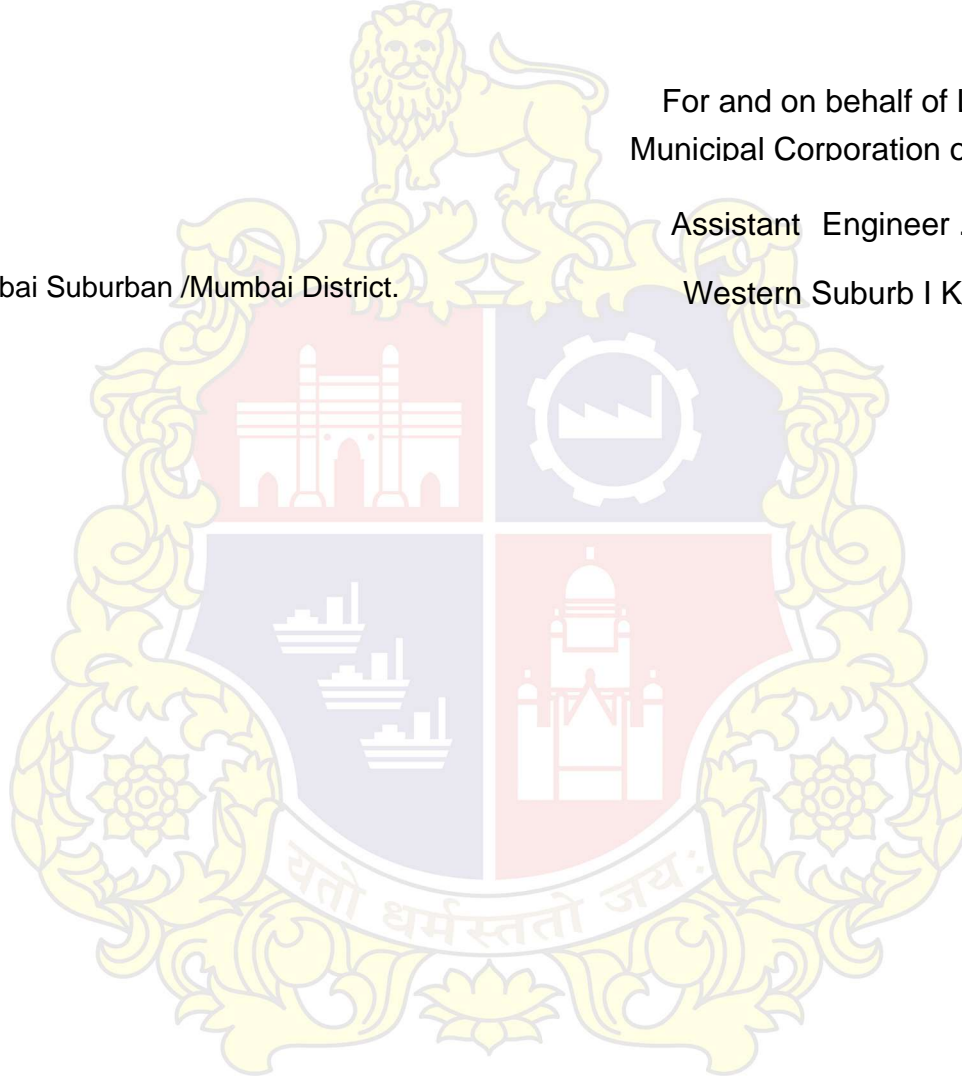 For and on behalf of
Municipal Corporation
Assistant Engineer
bai Suburban /Mumbai District.
Western Suburb I K
यतो धर्मस्ततो जय: